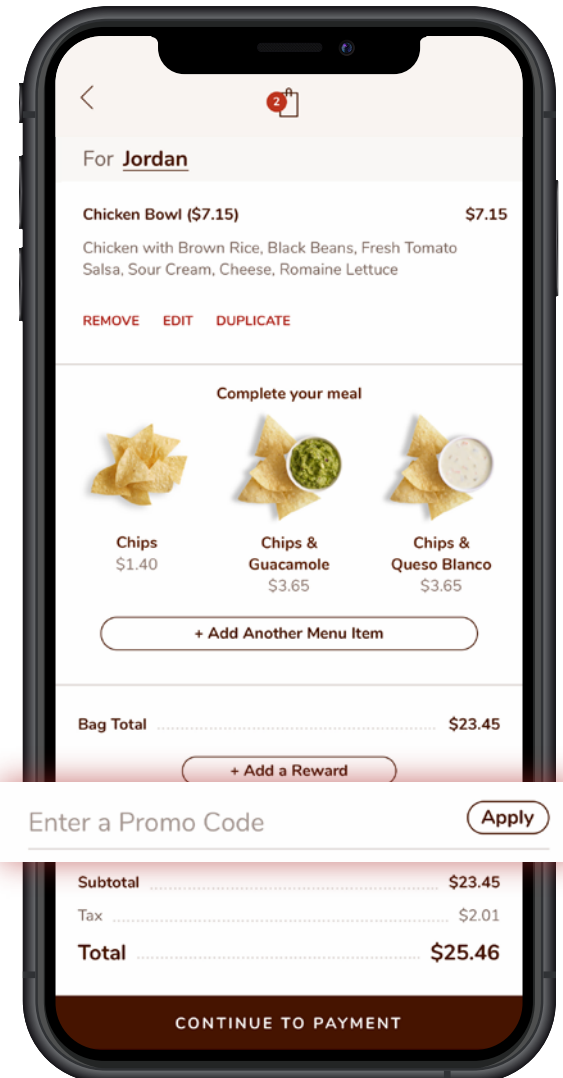 2
For Jordan
Chicken Bowl ($7.15) $7.15
Chicken with Brown Rice, Black Beans, Fresh Tomato
Salsa, Sour Cream, Cheese, Romaine Lettuce
REMOVE EDIT DUPLICATE
Complete your meal
Chips
$1.40
Chips &
Guacamole
$3.65
Chips &
Queso Blanco
$3.65
+ Add Another Menu Item
Bag Total $23.45
+ Add a Reward
Enter a Promo Code Apply
Subtotal $23.45
Tax $2.01
Total $25.46
CONTINUE TO PAYMENT